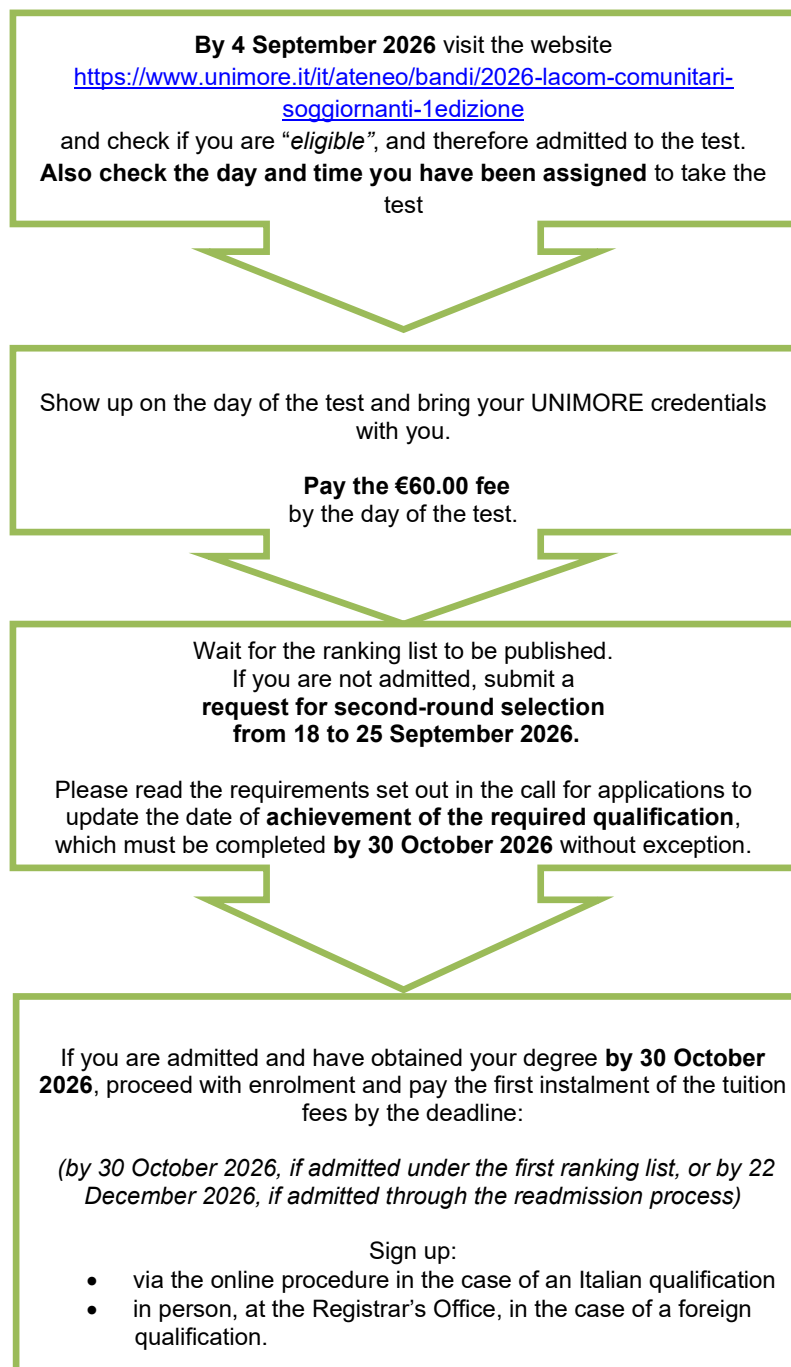 By 4 September 2026 visit the website
https://www.unimore.it/it/ateneo/bandi/2026-lacom-comunitari-
soggiornanti-1edizione
and check if you are “eligible”, and therefore admitted to the test.
Also check the day and time you have been assigned to take the
test
Show up on the day of the test and bring your UNIMORE credentials
with you.
Pay the €60.00 fee
by the day of the test.
Wait for the ranking list to be published.
If you are not admitted, submit a
request for second-round selection
from 18 to 25 September 2026.
Please read the requirements set out in the call for applications to
update the date of achievement of the required qualification,
which must be completed by 30 October 2026 without exception.
If you are admitted and have obtained your degree by 30 October
2026, proceed with enrolment and pay the first instalment of the tuition
fees by the deadline:
(by 30 October 2026, if admitted under the first ranking list, or by 22
December 2026, if admitted through the readmission process)
Sign up:
• via the online procedure in the case of an Italian qualification
• in person, at the Registrar’s Office, in the case of a foreign
qualification.